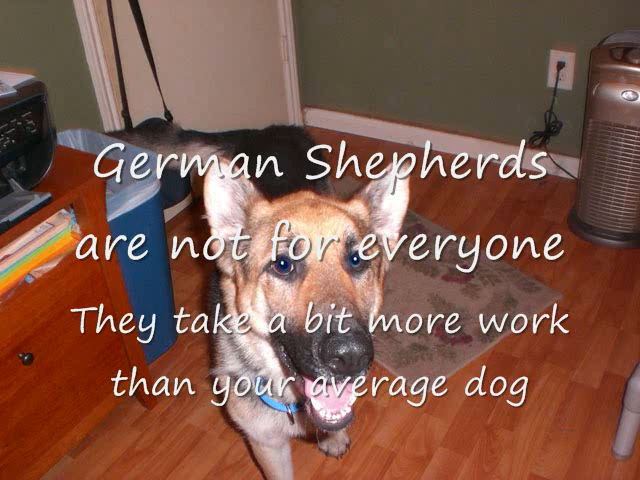 German Shepherds
are not for everyone
They take a bit more work
than your average dog